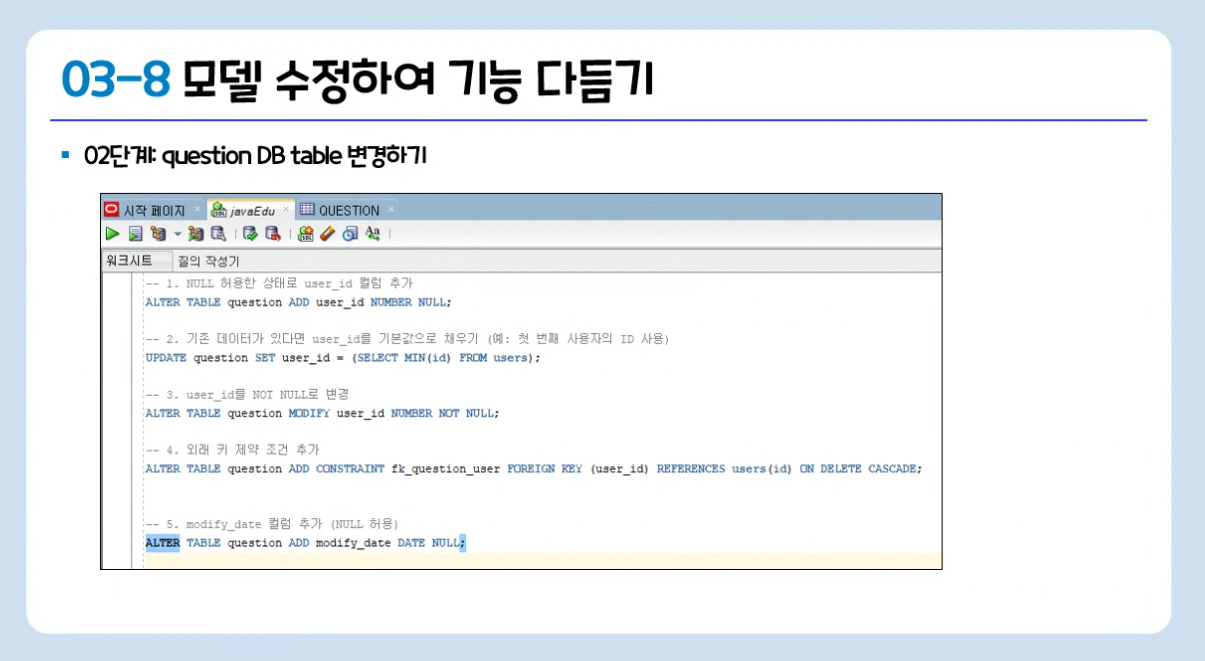 03-8 모델 수정하여 기능 다듬기
02단계: question DB table 변경하기
시작 페이지 × javaEdu × QUESTION ×
워크시트 질의 작성기
-- 1. NULL 허용한 상태로 user_id 컬럼 추가
ALTER TABLE question ADD user_id NUMBER NULL;
-- 2. 기존 데이터가 있다면 user_id를 기본값으로 채우기 (예: 첫 번째 사용자의 ID 사용)
UPDATE question SET user_id = (SELECT MIN(id) FROM users);
-- 3. user_id를 NOT NULL로 변경
ALTER TABLE question MODIFY user_id NUMBER NOT NULL;
-- 4. 외래 키 제약 조건 추가
ALTER TABLE question ADD CONSTRAINT fk_question_user FOREIGN KEY (user_id) REFERENCES users(id) ON DELETE CASCADE;
-- 5. modify_date 컬럼 추가 (NULL 허용)
ALTER TABLE question ADD modify_date DATE NULL;